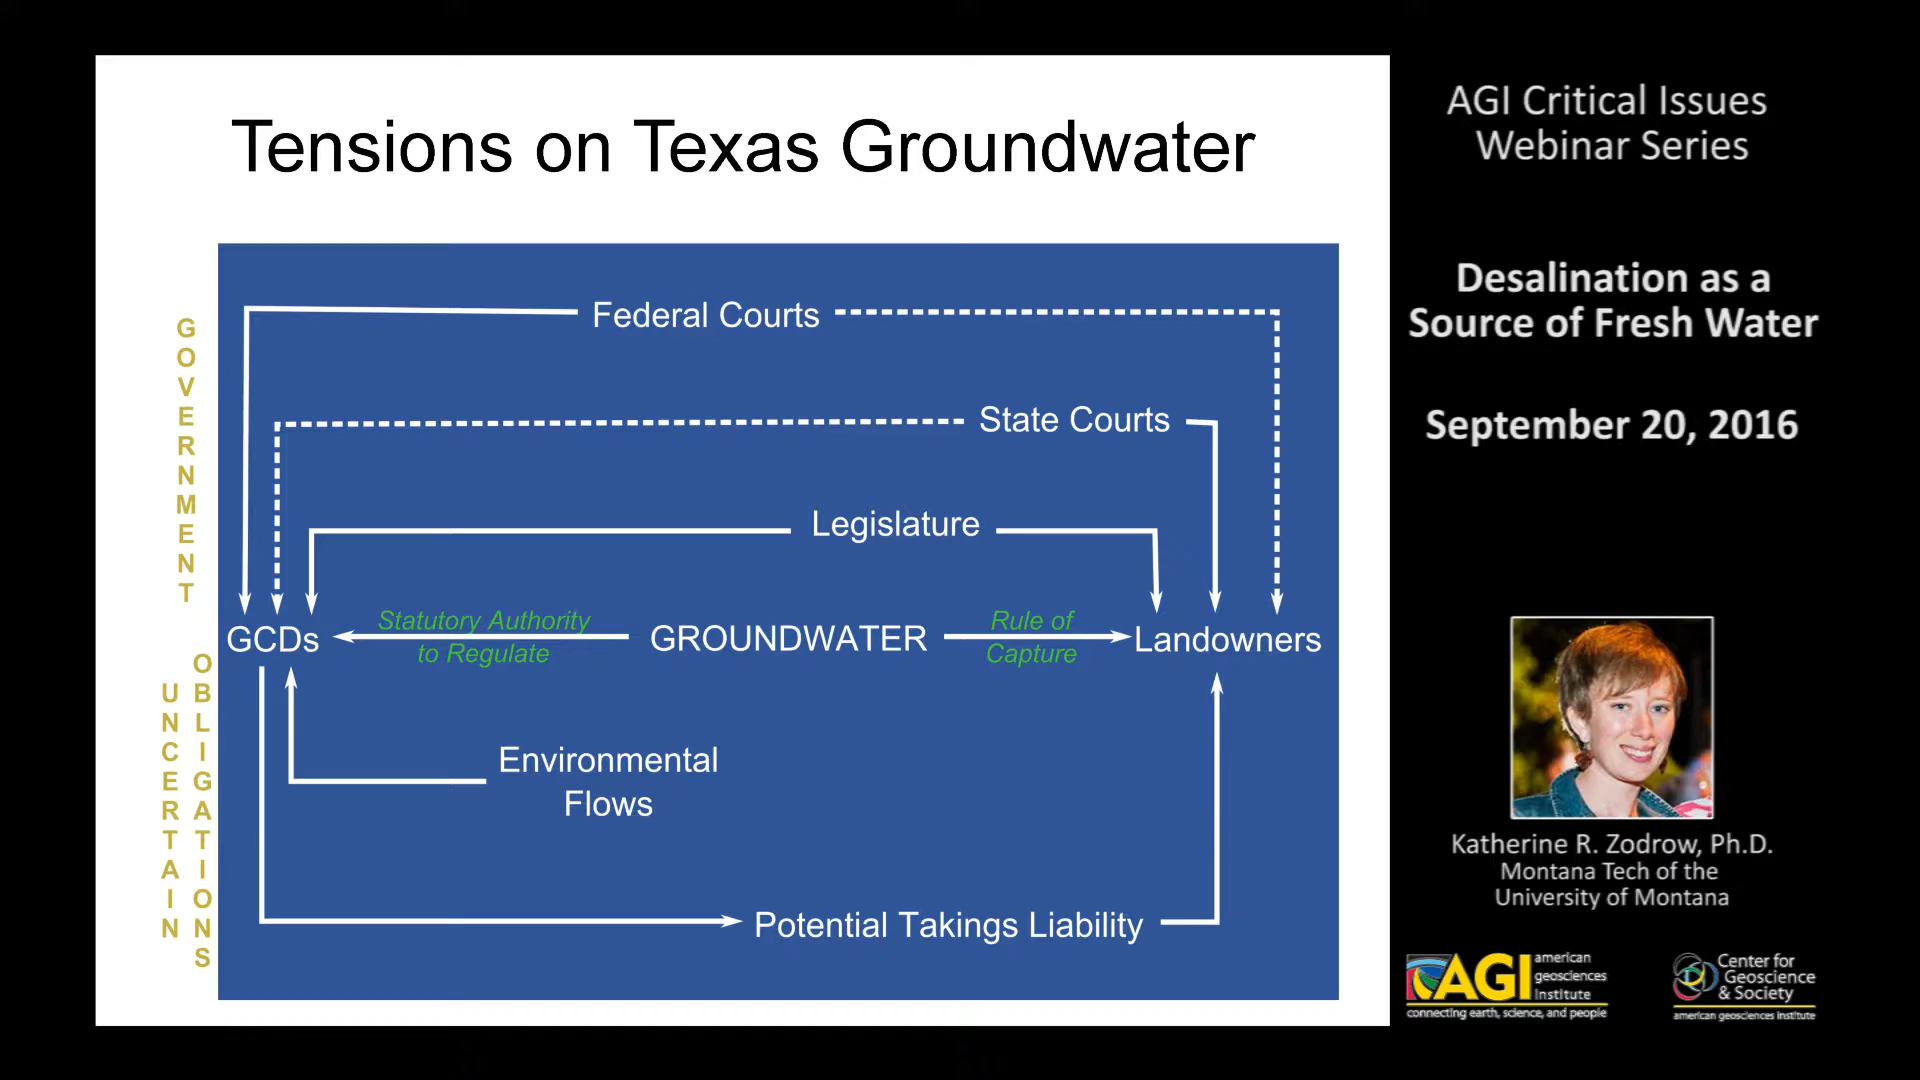 Tensions on Texas Groundwater
GOVERNMENT
UNCERTAIN
OBLIGATIONS
Federal Courts
State Courts
Legislature
GCDs
Statutory Authority
to Regulate
GROUNDWATER
Rule of
Capture
Landowners
Environmental
Flows
Potential Takings Liability
AGI Critical Issues
Webinar Series
Desalination as a
Source of Fresh Water
September 20, 2016
Katherine R. Zodrow, Ph.D.
Montana Tech of the
University of Montana
AGI
american
geosciences
institute
connecting earth, science, and people
Center for
Geoscience
& Society
american geosciences institute